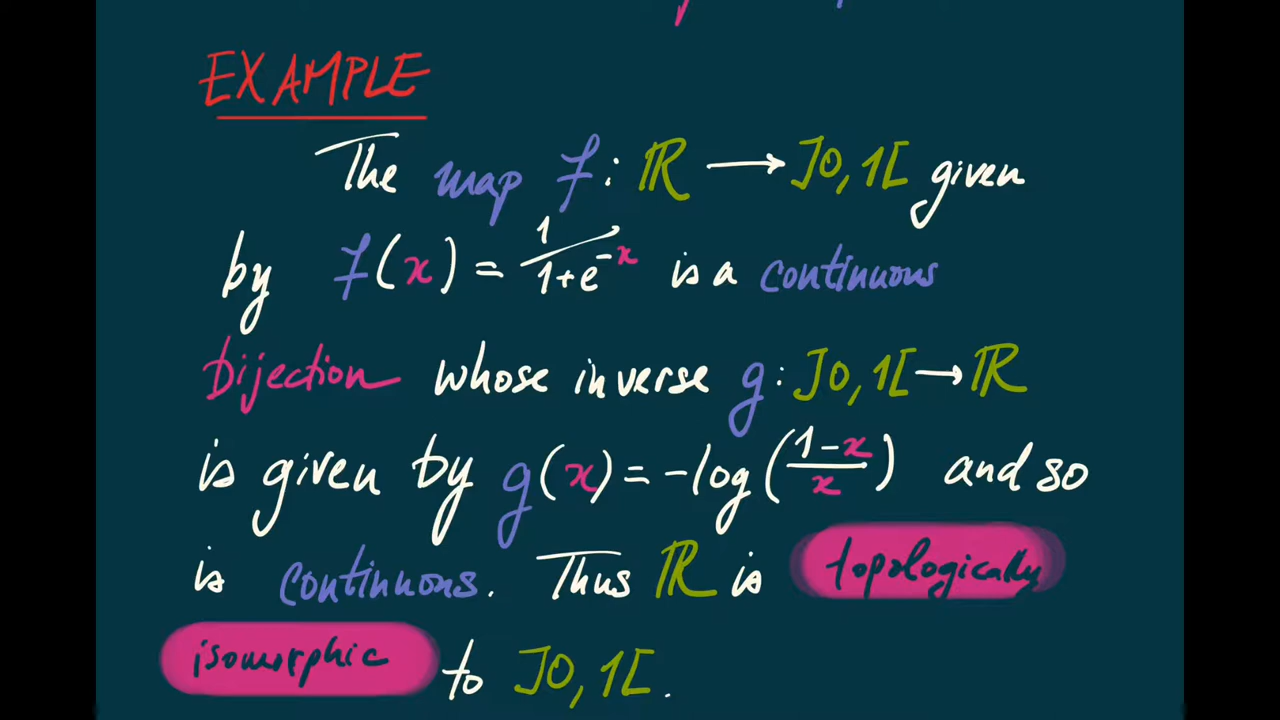 EXAMPLE
The map f: ℝ → ]0,1[ given
by f(x) = 1/(1+e^-x) is a continuous
bijection whose inverse g: ]0,1[ → ℝ
is given by g(x) = -log((1-x)/x) and so
is continuous. Thus ℝ is topologically
isomorphic to ]0,1[.